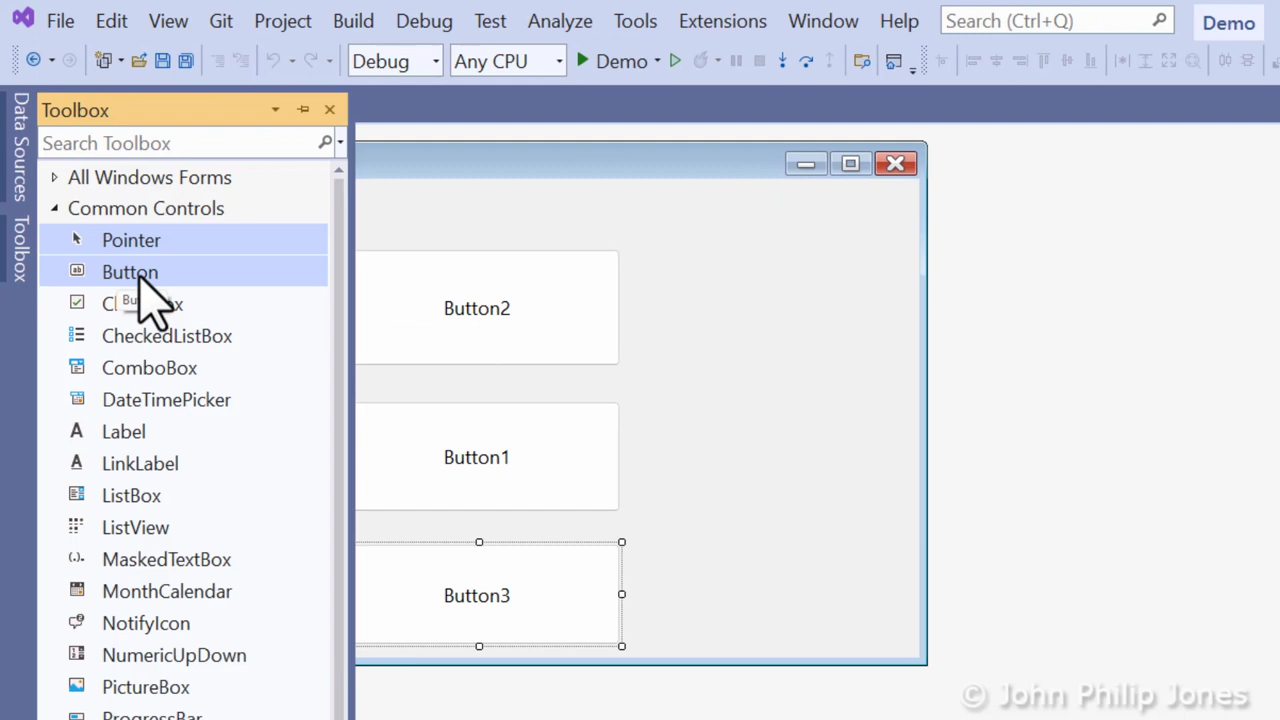 File Edit View Git Project Build Debug Test Analyze Tools Extensions Window Help Search (Ctrl+Q) Demo
Debug Any CPU Demo
Data Sources
Toolbox
Toolbox
Search Toolbox
All Windows Forms
Common Controls
Pointer
Button
CheckedListBox
ComboBox
DateTimePicker
Label
LinkLabel
ListBox
ListView
MaskedTextBox
MonthCalendar
NotifyIcon
NumericUpDown
PictureBox
ProgressBar
Button2
Button1
Button3
© John Philip Jones